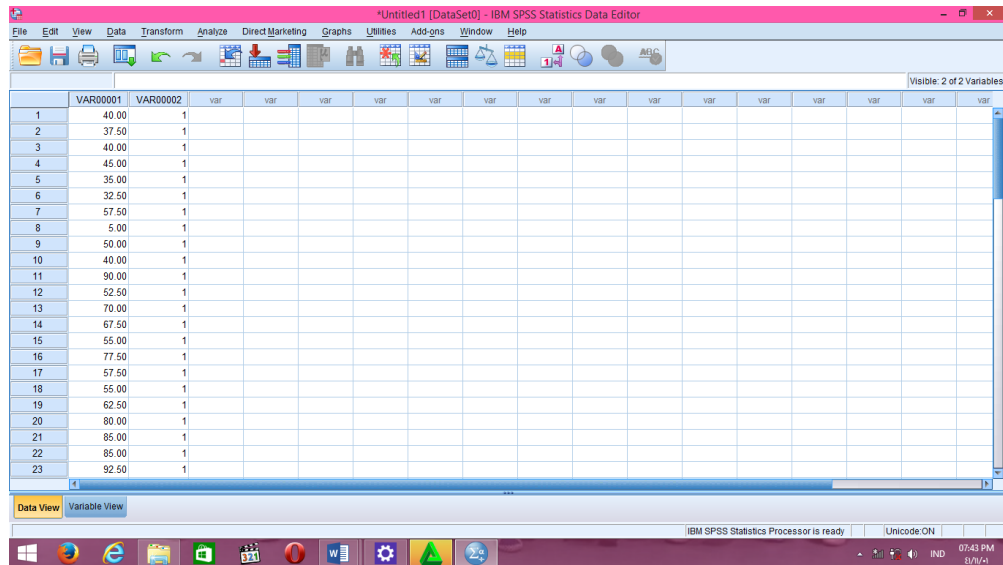 *Untitled1 [DataSet0] - IBM SPSS Statistics Data Editor
File Edit View Data Transform Analyze Direct Marketing Graphs Utilities Add-ons Window Help
Visible: 2 of 2 Variables
VAR00001 VAR00002 var var var var var var var var var var var var var var
1 40.00 1
2 37.50 1
3 40.00 1
4 45.00 1
5 35.00 1
6 32.50 1
7 57.50 1
8 5.00 1
9 50.00 1
10 40.00 1
11 90.00 1
12 52.50 1
13 70.00 1
14 67.50 1
15 55.00 1
16 77.50 1
17 57.50 1
18 55.00 1
19 62.50 1
20 80.00 1
21 85.00 1
22 85.00 1
23 92.50 1
Data View Variable View
IBM SPSS Statistics Processor is ready Unicode:ON
IND 07:43 PM